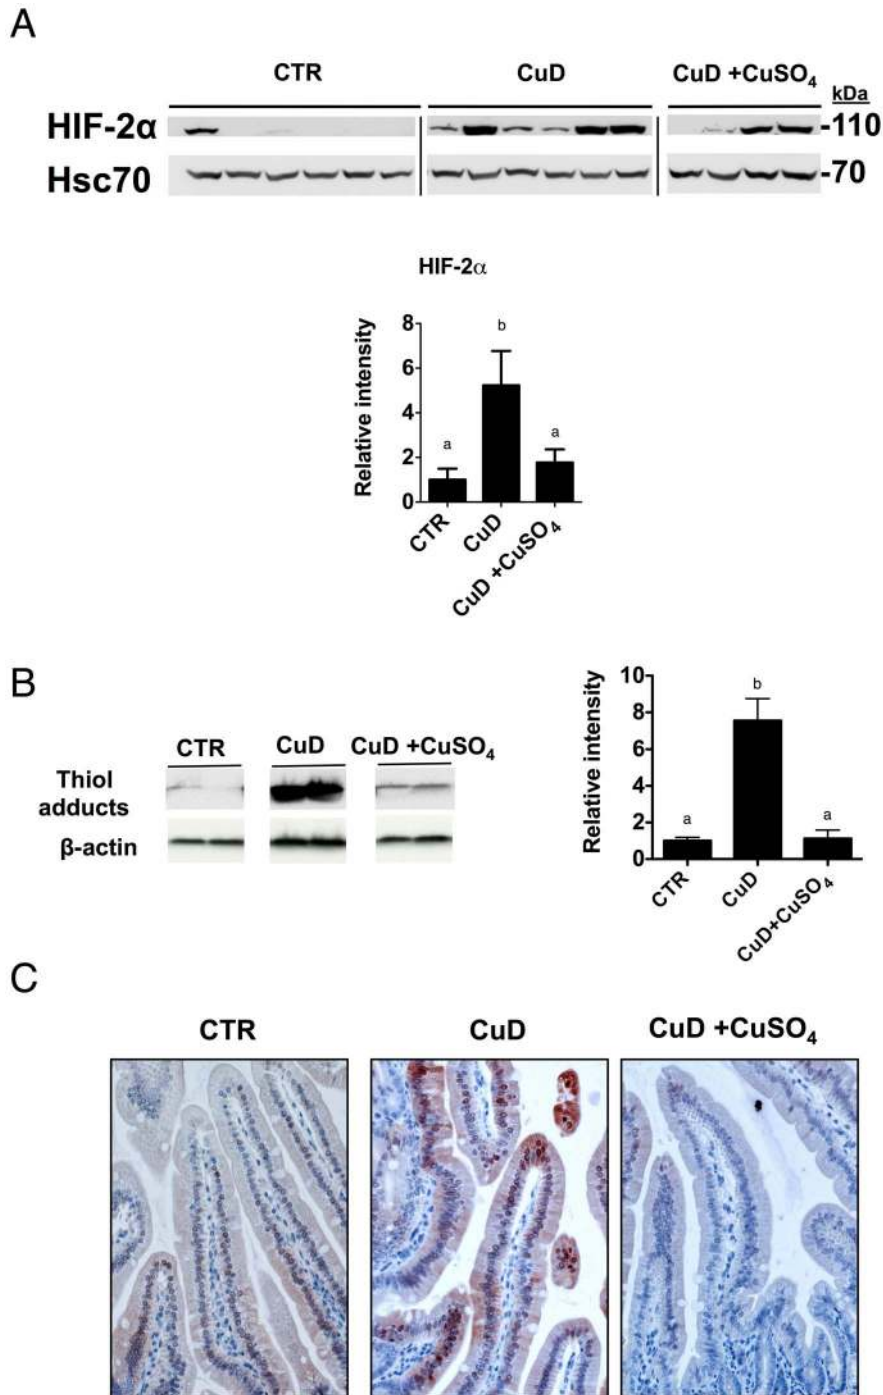 A
CTR CuD CuD +CuSO₄
kDa
HIF-2α -110
Hsc70 -70
HIF-2α
Relative intensity
8
6
4
2
0
b
a
a
CTR
CuD
CuD +CuSO₄
B
CTR CuD CuD +CuSO₄
Thiol
adducts
β-actin
Relative intensity
10
8
6
4
2
0
b
a
a
CTR
CuD
CuD+CuSO₄
C
CTR CuD CuD +CuSO₄